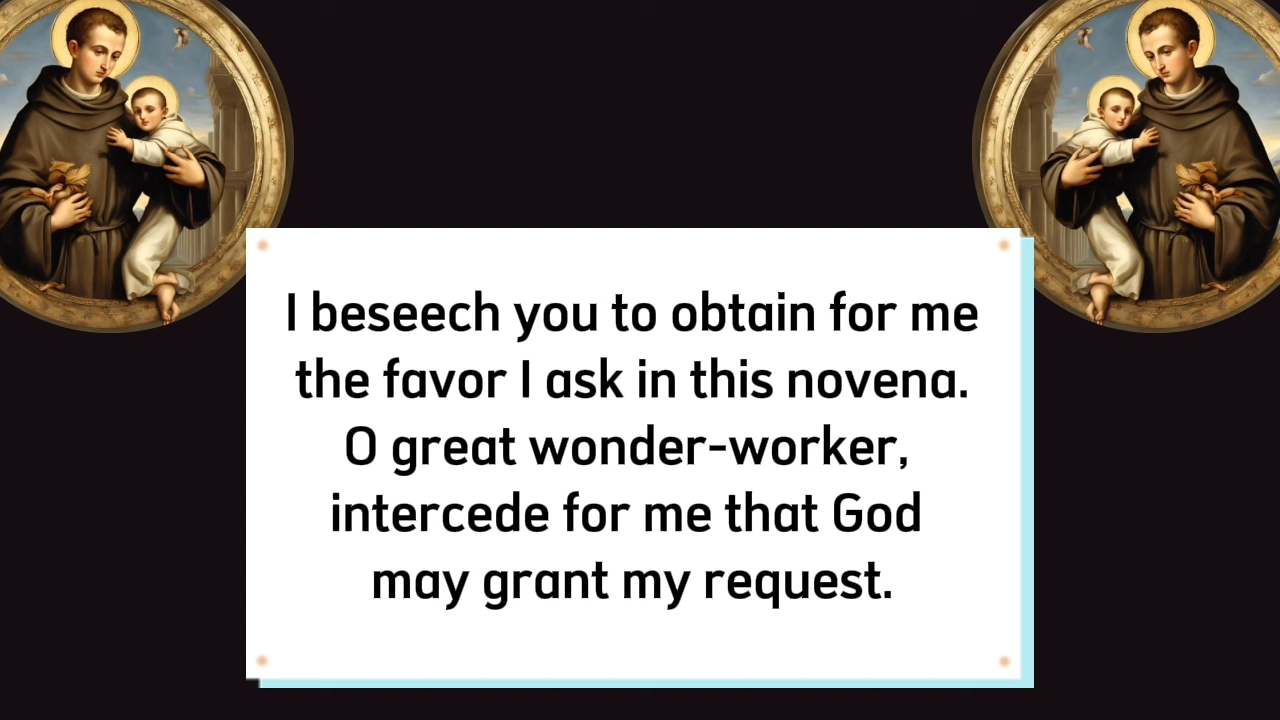 I beseech you to obtain for me
the favor I ask in this novena.
O great wonder-worker,
intercede for me that God
may grant my request.